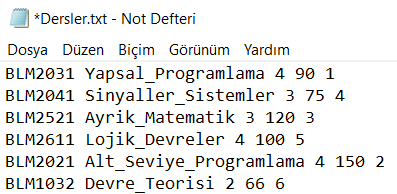 *Dersler.txt - Not Defteri
Dosya Düzen Biçim Görünüm Yardım
BLM2031 Yapsal_Programlama 4 90 1
BLM2041 Sinyaller_Sistemler 3 75 4
BLM2521 Ayrik_Matematik 3 120 3
BLM2611 Lojik_Devreler 4 100 5
BLM2021 Alt_Seviye_Programlama 4 150 2
BLM1032 Devre_Teorisi 2 66 6